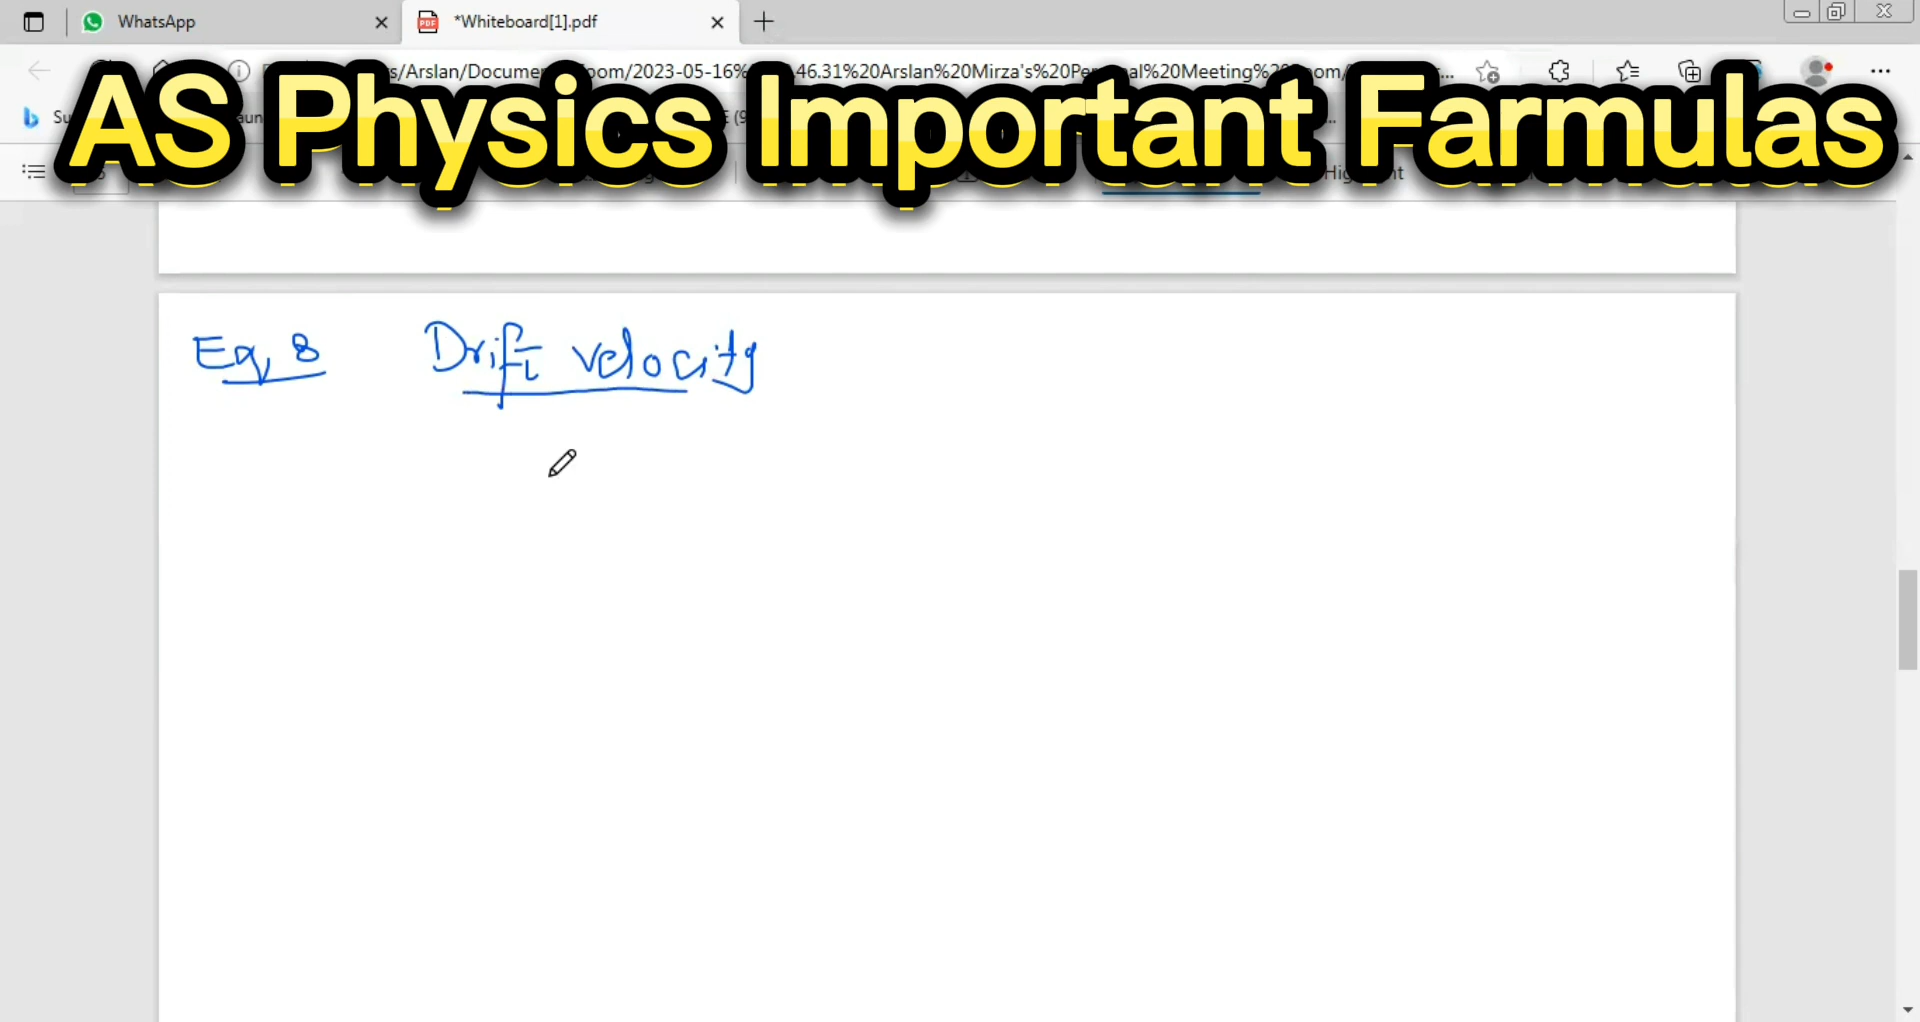 WhatsApp
*Whiteboard[1].pdf
AS Physics Important Farmulas
Eq, 8 Drift velocity